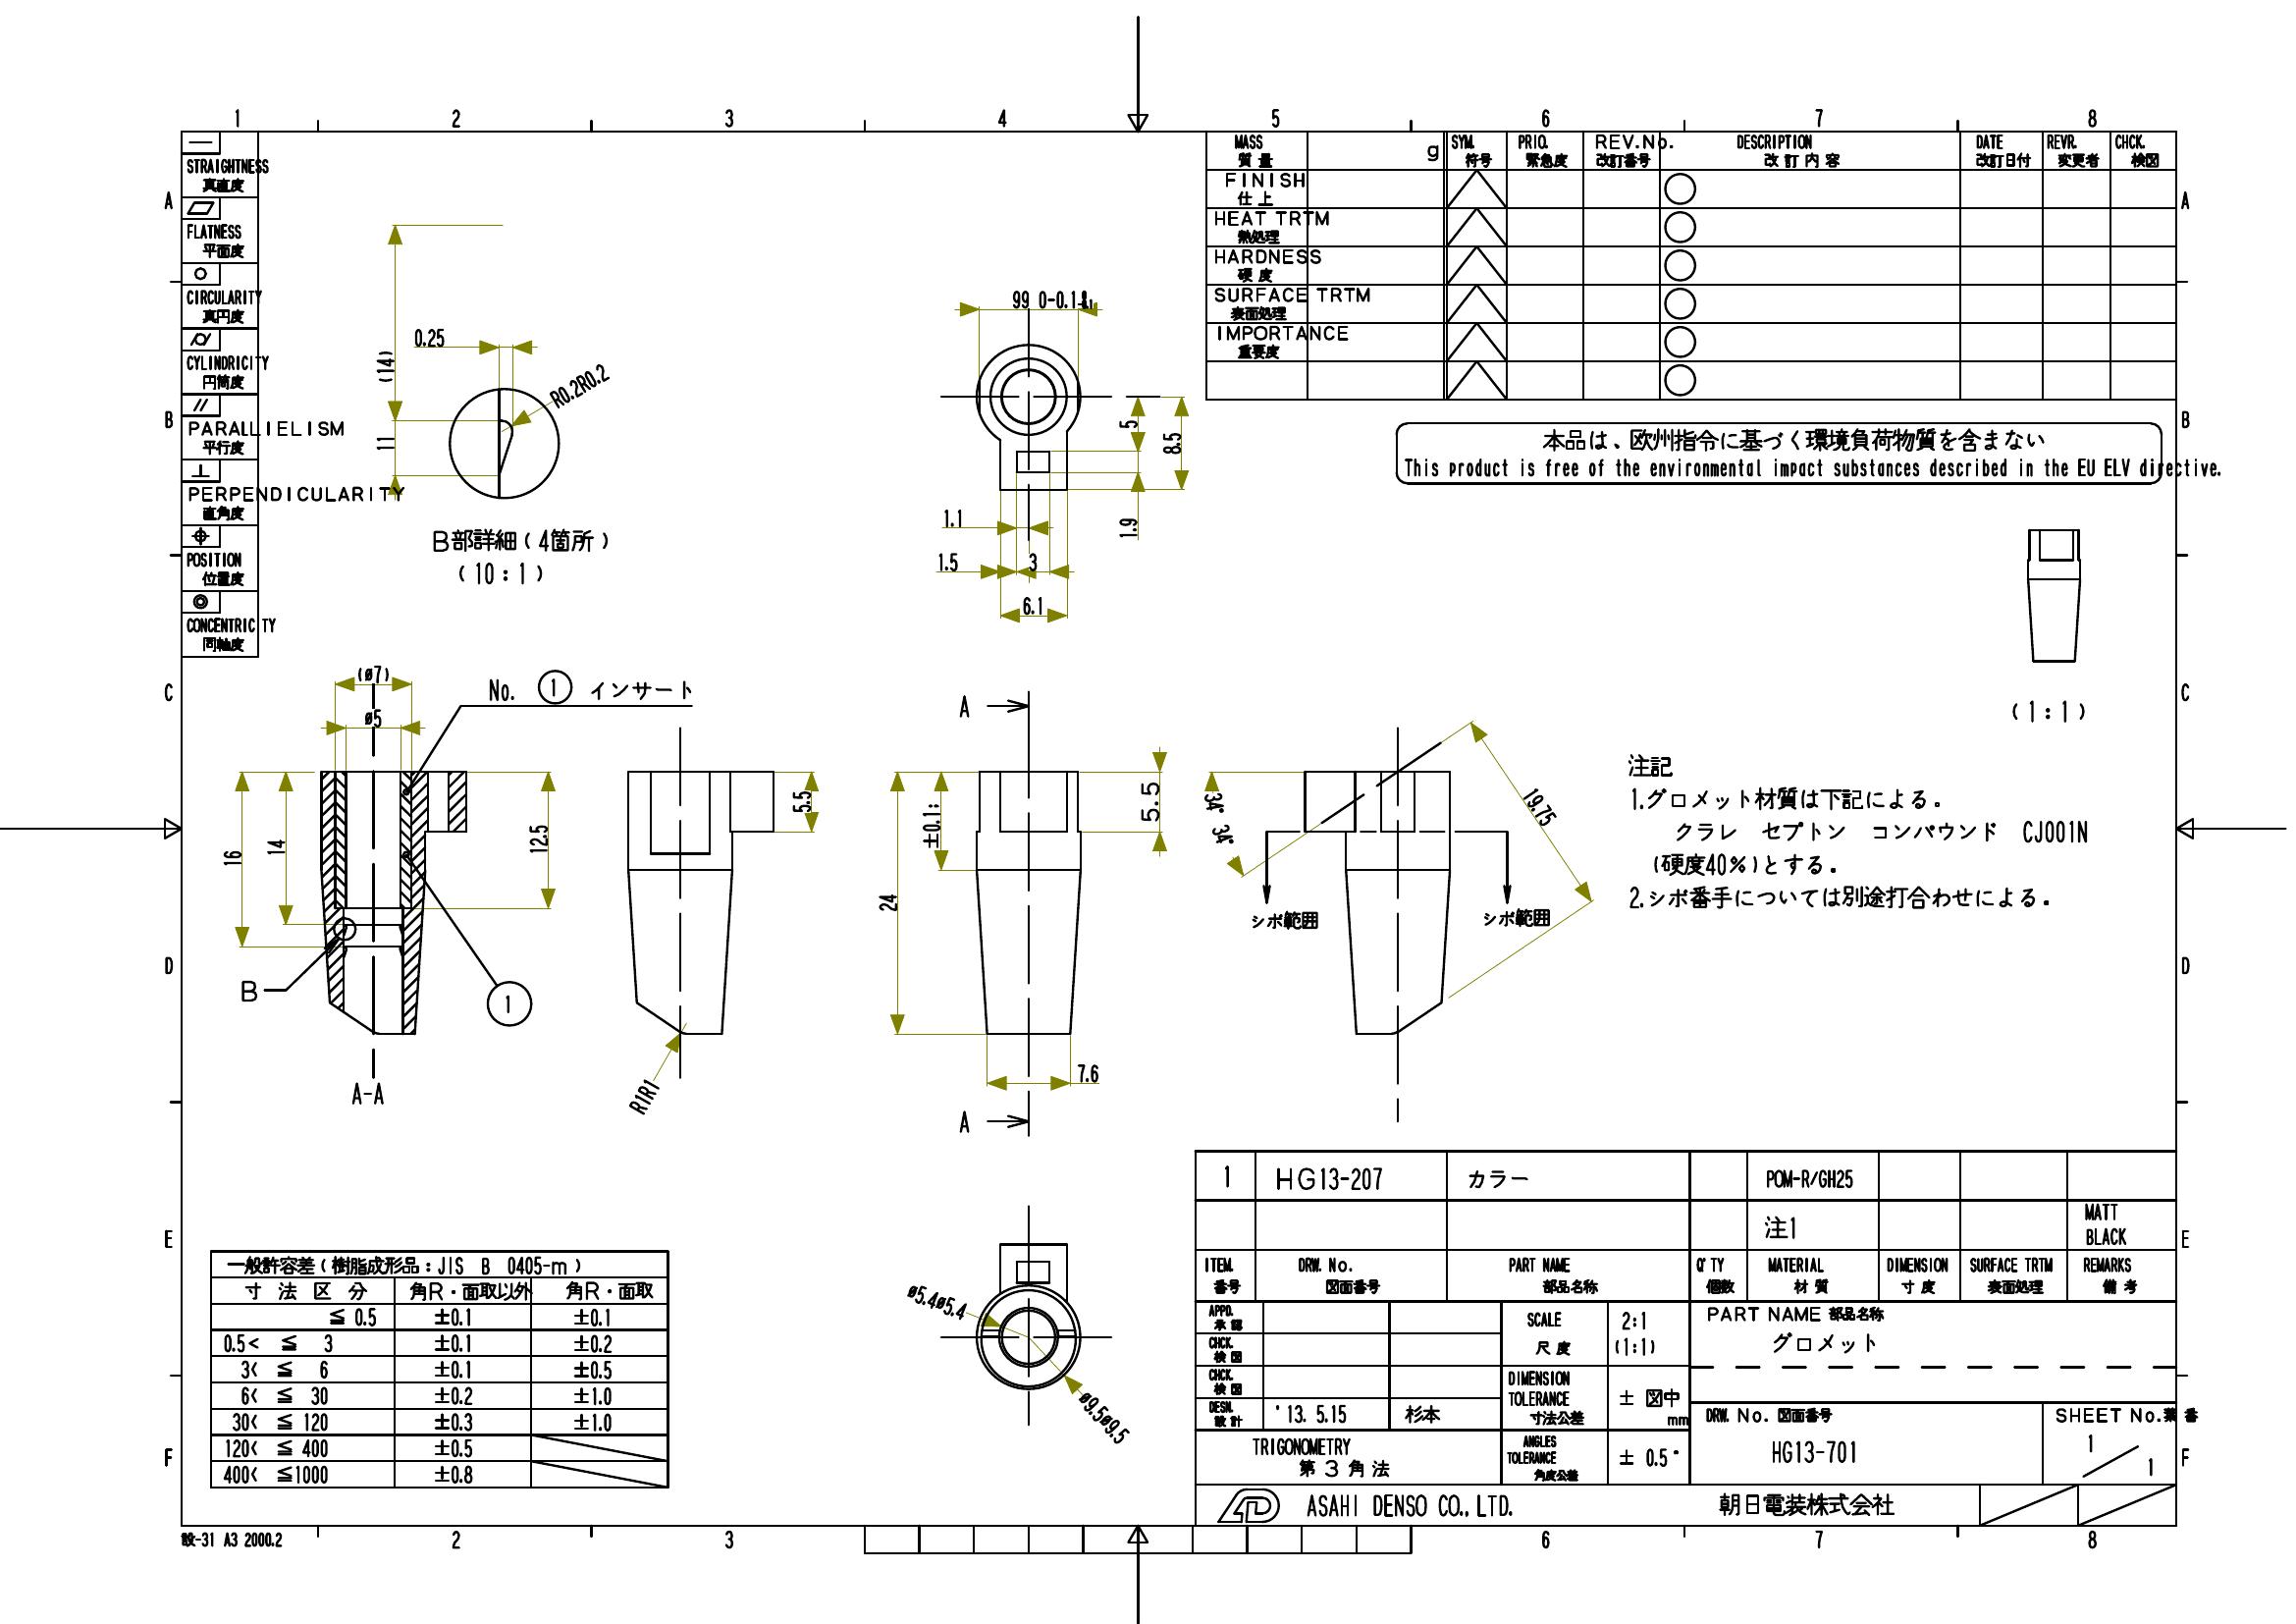 1 2 3 4 5 6 7 8
A B C D E F
STRAIGHTNESS
真直度
FLATNESS
平面度
CIRCULARITY
真円度
CYLINDRICITY
円筒度
PARALLIELISM
平行度
PERPENDICULARITY
直角度
POSITION
位置度
CONCENTRICTY
同軸度
MASS
質量
g
FINISH
仕上
HEAT TRTM
熱処理
HARDNESS
硬度
SURFACE TRTM
表面処理
IMPORTANCE
重要度
SYM. PRIO. REV.No. DESCRIPTION DATE REVR. CHCK.
符号 緊急度 改訂番号 改訂内容 改訂日付 変更者 検図
本品は、欧州指令に基づく環境負荷物質を含まない
This product is free of the environmental impact substances described in the EU ELV directive.
(14)
0.25
R0.2R0.2
11
B部詳細(4箇所)
(10:1)
99 0-0.1
5
8.5
1.1
1.9
1.5
3
6.1
(1:1)
(ø7)
ø5
No. 1 インサート
16
14
12.5
B
1
A-A
5.5
R1R1
A
24
±0.1
5.5
7.6
A
34° 34°
19.75
シボ範囲
シボ範囲
注記
1.グロメット材質は下記による。
クラレ セプトン コンパウンド CJ001N
(硬度40%)とする。
2.シボ番手については別途打合わせによる。
ø5.4ø5.4
ø9.5ø9.5
一般許容差(樹脂成形品:JIS B 0405-m)
寸法区分 角R・面取以外 角R・面取
≦ 0.5 ±0.1 ±0.1
0.5< ≦ 3 ±0.1 ±0.2
3< ≦ 6 ±0.1 ±0.5
6< ≦ 30 ±0.2 ±1.0
30< ≦ 120 ±0.3 ±1.0
120< ≦ 400 ±0.5
400< ≦1000 ±0.8
1 HG13-207 カラー POM-R/GH25
注1 MATT
BLACK
ITEM. DRW. No. PART NAME Q'TY MATERIAL DIMENSION SURFACE TRTM REMARKS
番号 図面番号 部品名称 個数 材質 寸度 表面処理 備考
APPD.
承認
CHCK.
検図
CHCK.
検図
DESN.
設計
'13. 5.15 杉本
SCALE
尺度
2:1
(1:1)
DIMENSION
TOLERANCE
寸法公差
± 図中
mm
ANGLES
TOLERANCE
角度公差
± 0.5°
TRIGONOMETRY
第3角法
PART NAME 部品名称
グロメット
DRW. No. 図面番号
HG13-701
SHEET No.葉番
1/1
ASAHI DENSO CO., LTD. 朝日電装株式会社
設-31 A3 2000.2
2 3 6 7 8